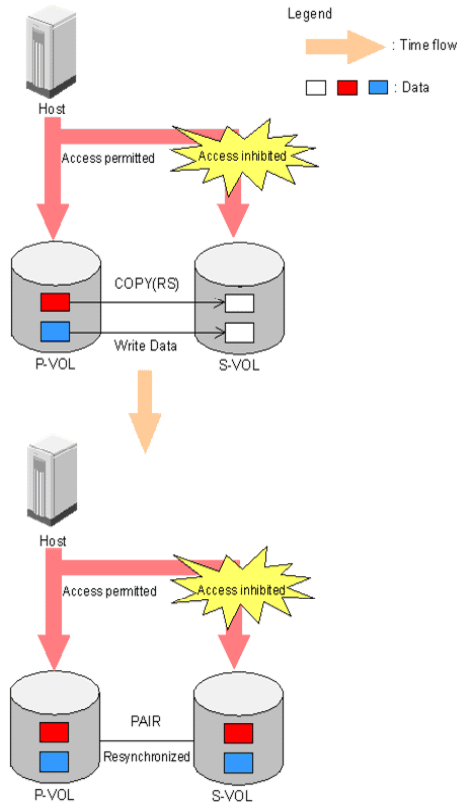 Legend
: Time flow
: Data
Host
Access permitted
Access inhibited
COPY(RS)
Write Data
P-VOL
S-VOL
Host
Access permitted
Access inhibited
PAIR
Resynchronized
P-VOL
S-VOL